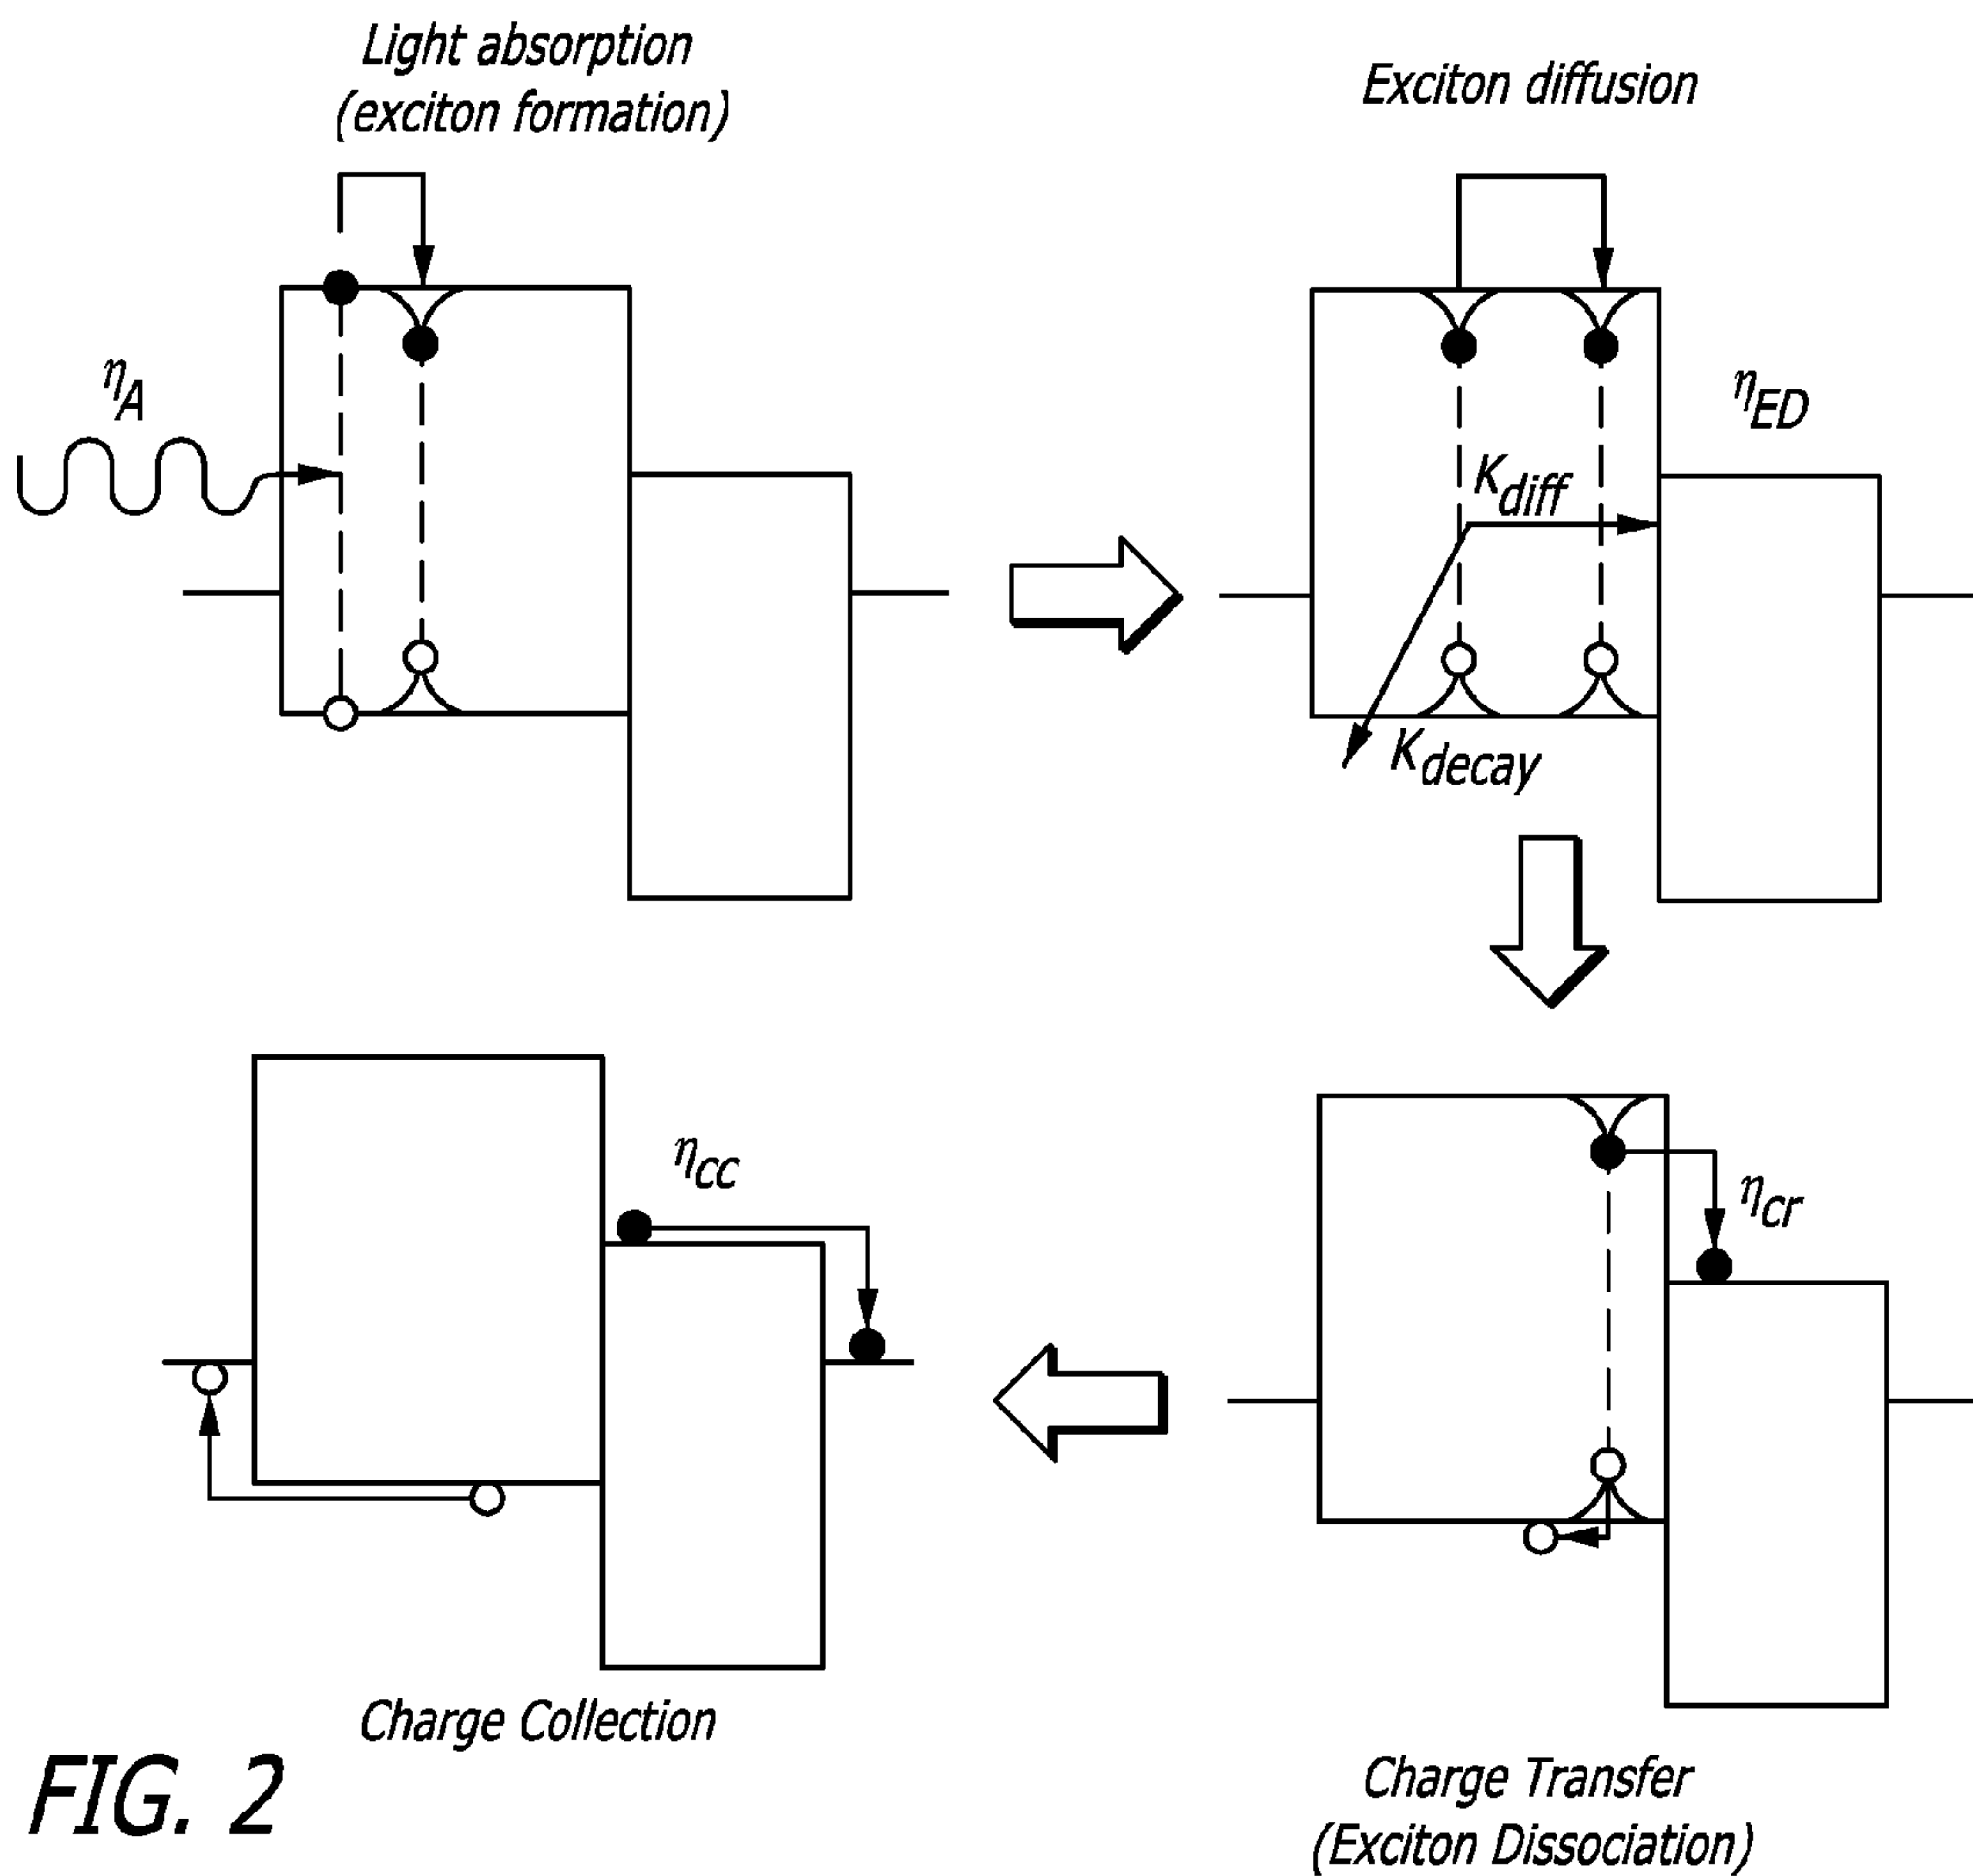 Light absorption
(exciton formation)
Exciton diffusion
ηA
ηED
Kdiff
Kdecay
ηCC
ηCr
Charge Collection
Charge Transfer
(Exciton Dissociation)
FIG. 2